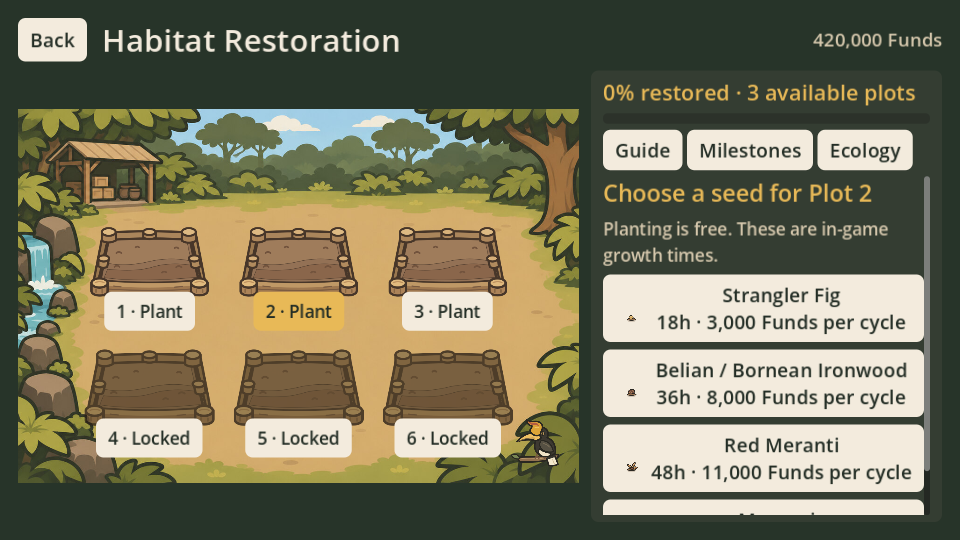 Back
Habitat Restoration
420,000 Funds
0% restored · 3 available plots
Guide
Milestones
Ecology
Choose a seed for Plot 2
Planting is free. These are in-game
growth times.
Strangler Fig
18h · 3,000 Funds per cycle
Belian / Bornean Ironwood
36h · 8,000 Funds per cycle
Red Meranti
48h · 11,000 Funds per cycle
1 · Plant
2 · Plant
3 · Plant
4 · Locked
5 · Locked
6 · Locked